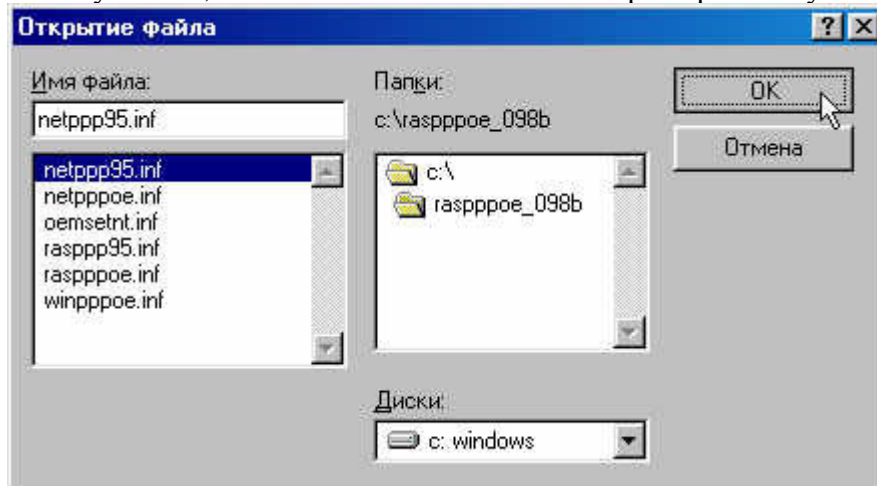 Открытие файла
Имя файла:
netppp95.inf
netppp95.inf
netpppoe.inf
oemsetnt.inf
rasppp95.inf
raspppoe.inf
winpppoe.inf
Папки:
c:\raspppoe_098b
c:\
raspppoe_098b
Диски:
c: windows
OK
Отмена